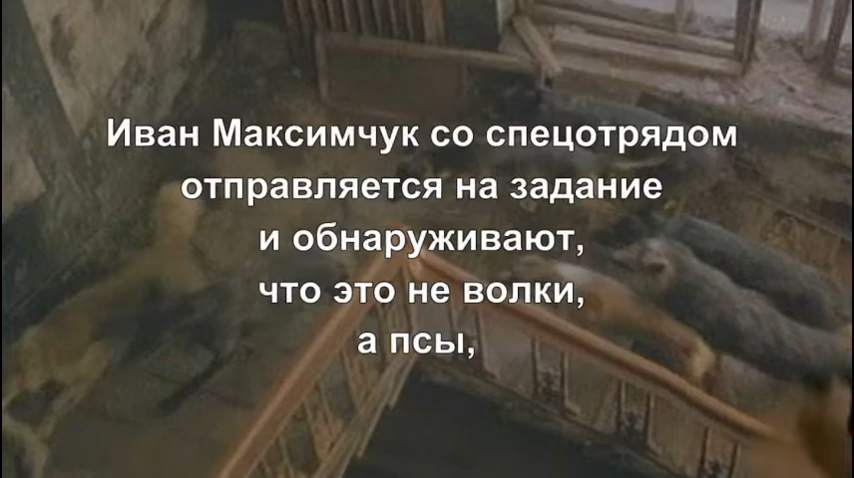 Иван Максимчук со спецотрядом
отправляется на задание
и обнаруживают,
что это не волки,
а псы,